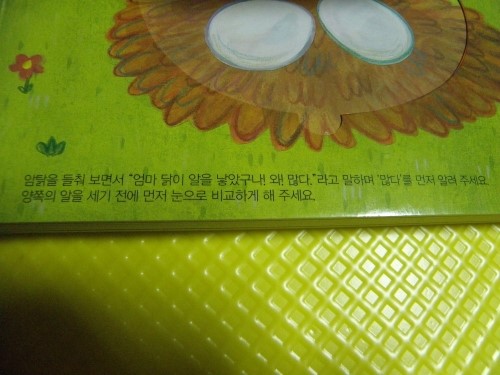 암탉을 들춰 보면서 "엄마 닭이 알을 낳았구나! 와! 많다."라고 말하며 '많다'를 먼저 알려 주세요.
양쪽의 알을 세기 전에 먼저 눈으로 비교하게 해 주세요.